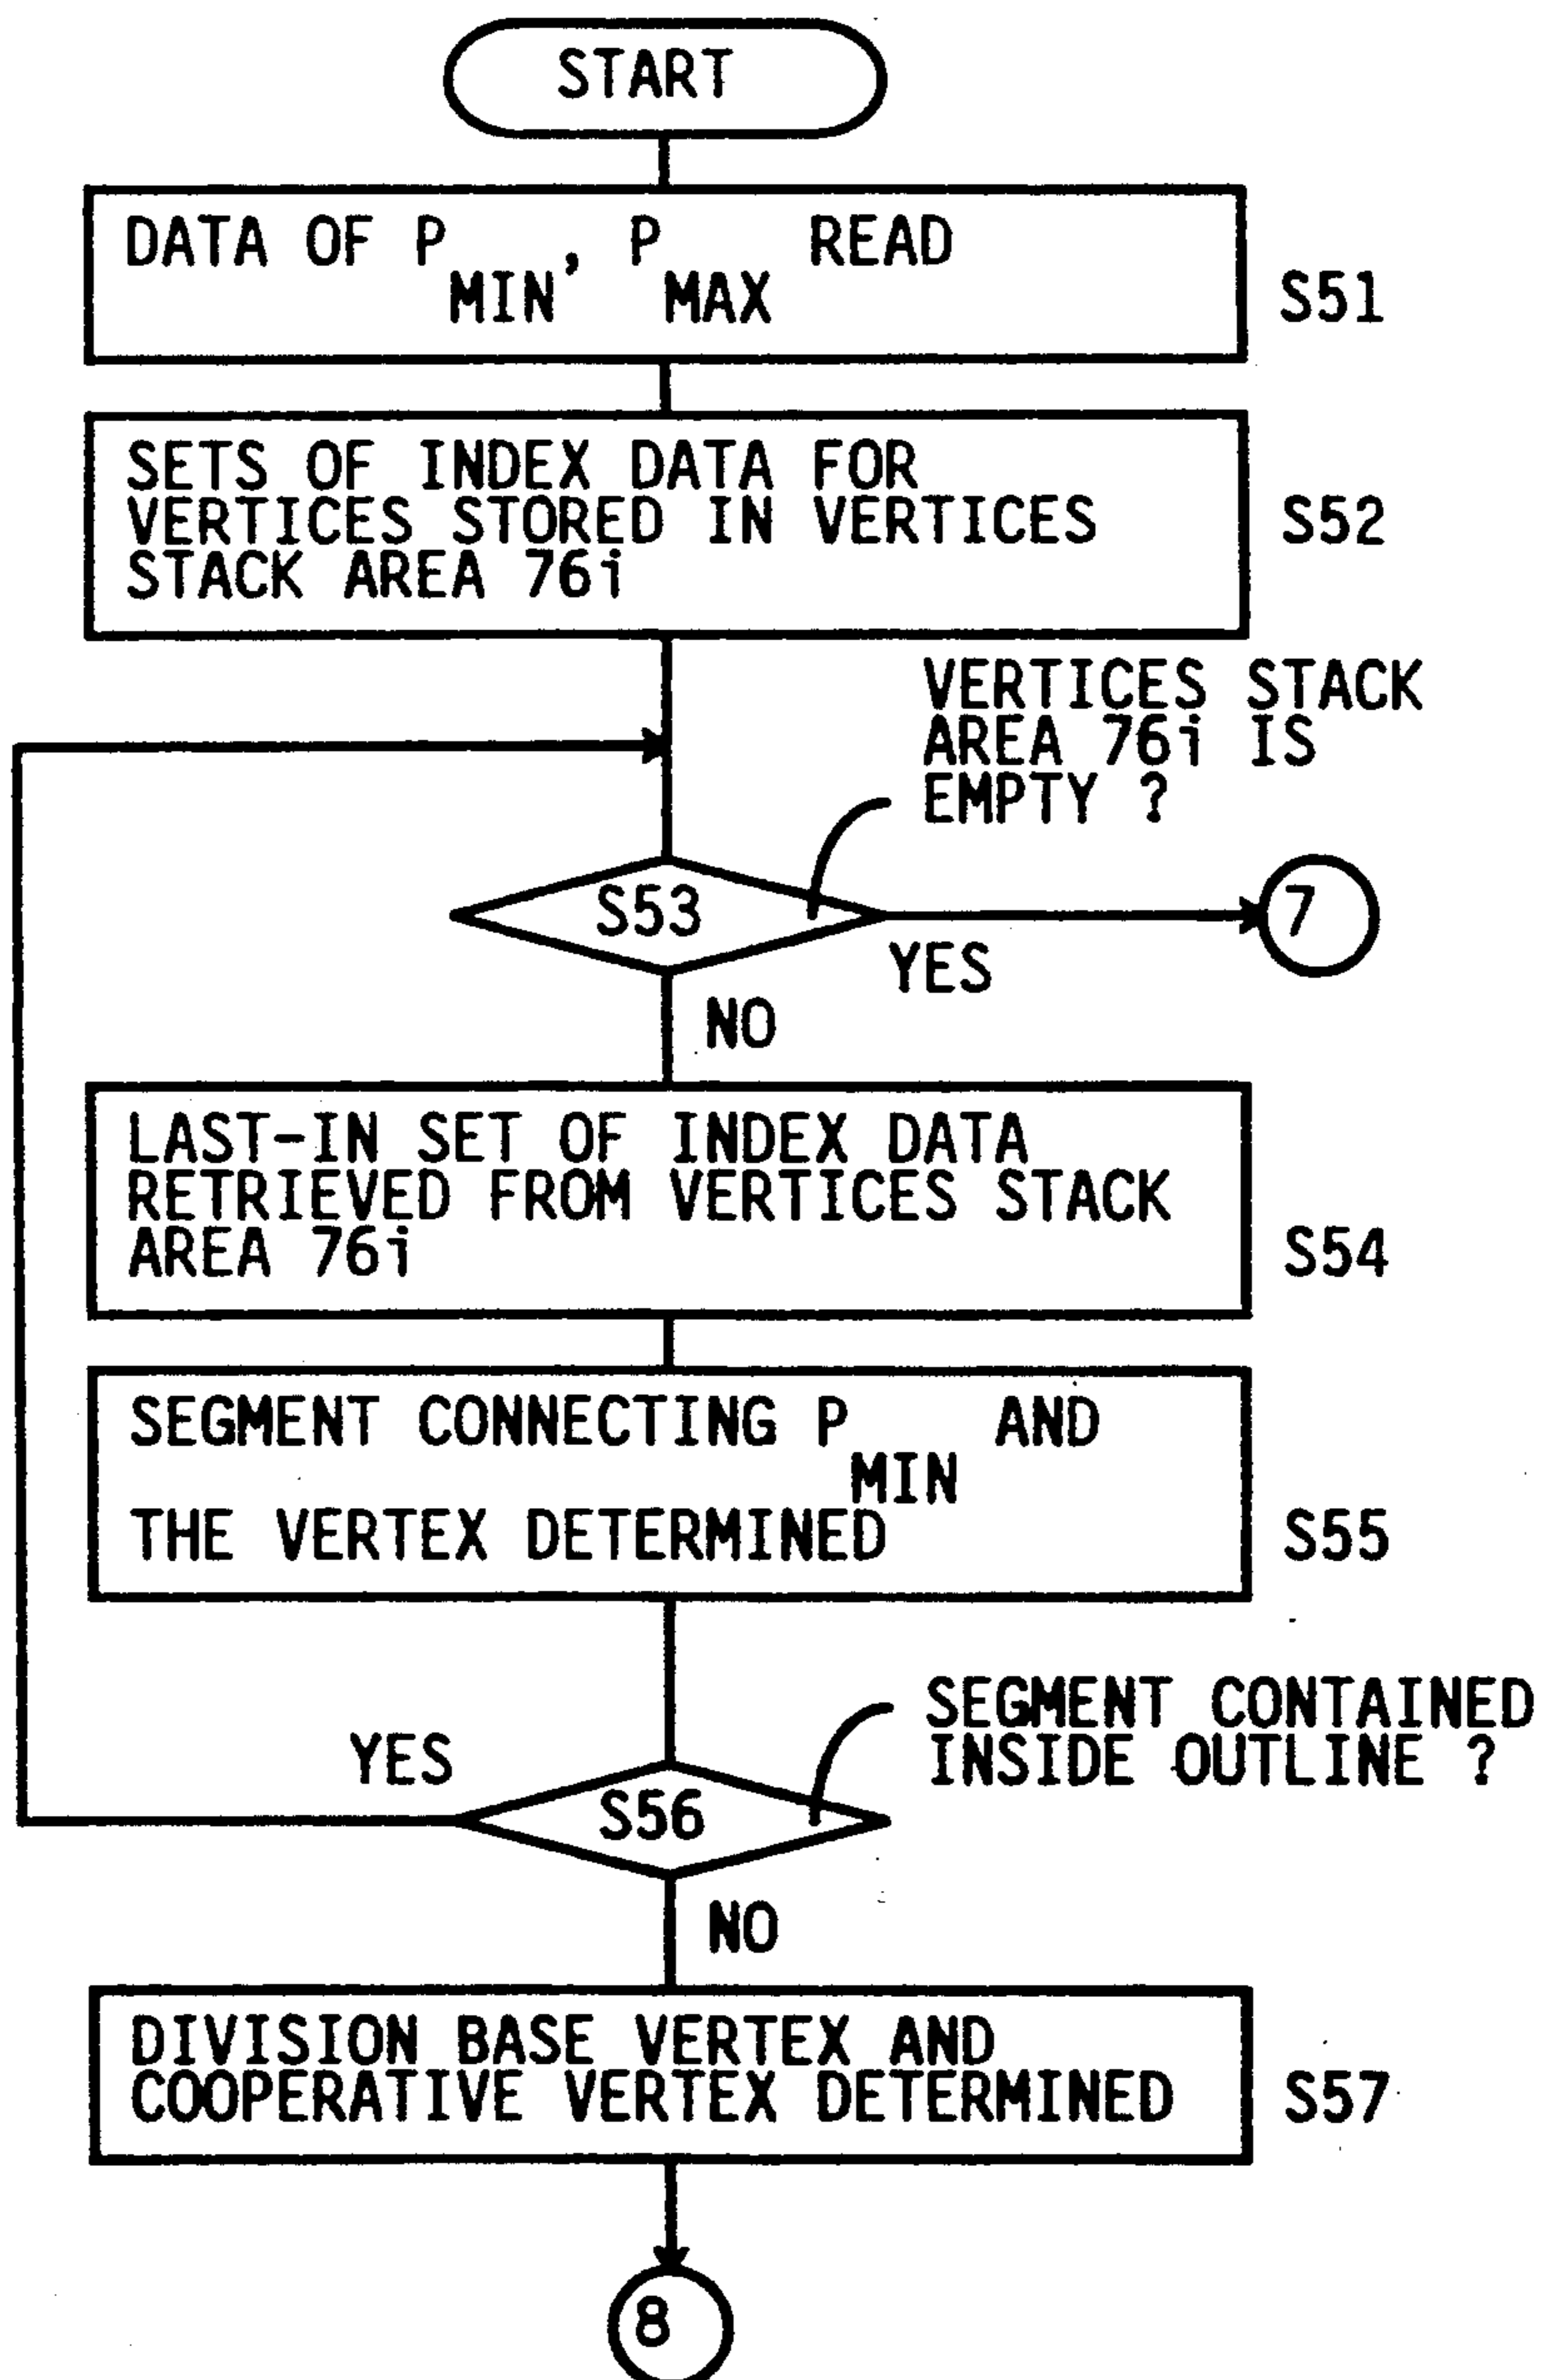 START
DATA OF P MIN, P MAX READ
S51
SETS OF INDEX DATA FOR
VERTICES STORED IN VERTICES
STACK AREA 76i
S52
VERTICES STACK
AREA 76i IS
EMPTY ?
S53
7
YES
NO
LAST-IN SET OF INDEX DATA
RETRIEVED FROM VERTICES STACK
AREA 76i
S54
SEGMENT CONNECTING P MIN AND
THE VERTEX DETERMINED
S55
SEGMENT CONTAINED
INSIDE OUTLINE ?
YES
S56
NO
DIVISION BASE VERTEX AND
COOPERATIVE VERTEX DETERMINED
S57
8